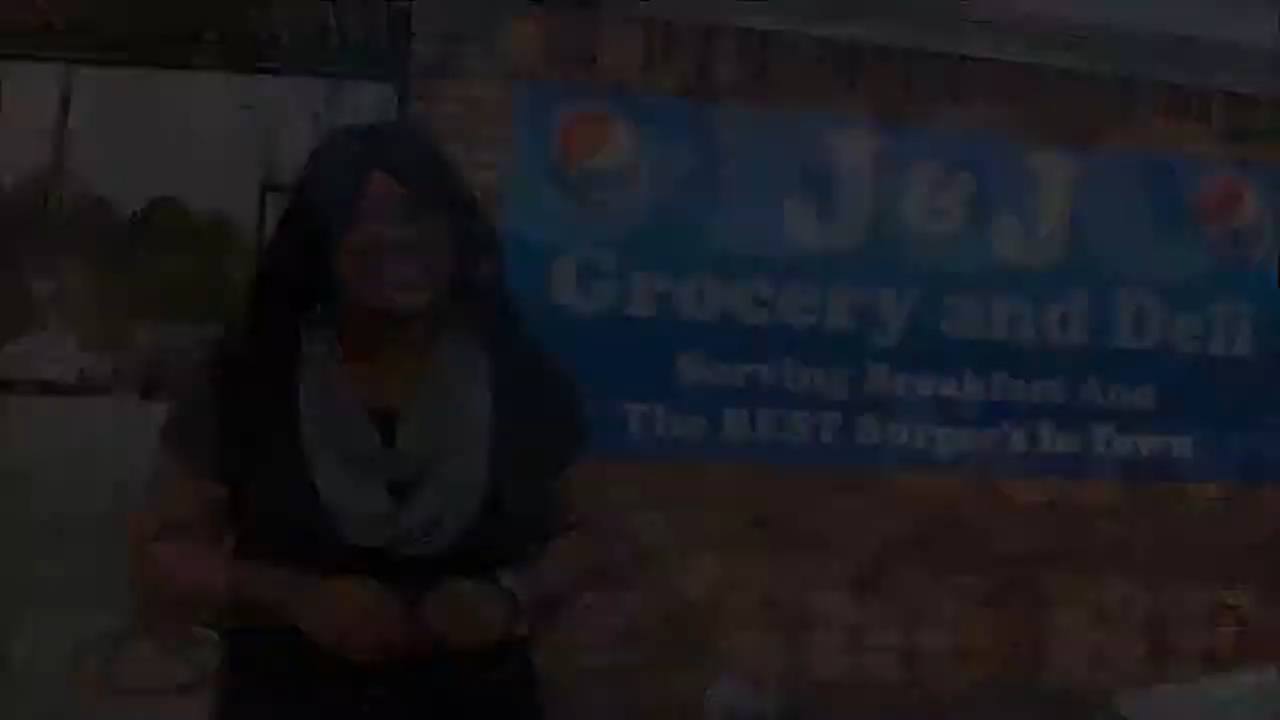 J & J
Grocery and Deli
Serving Breakfast And
The BEST Burger's In Town